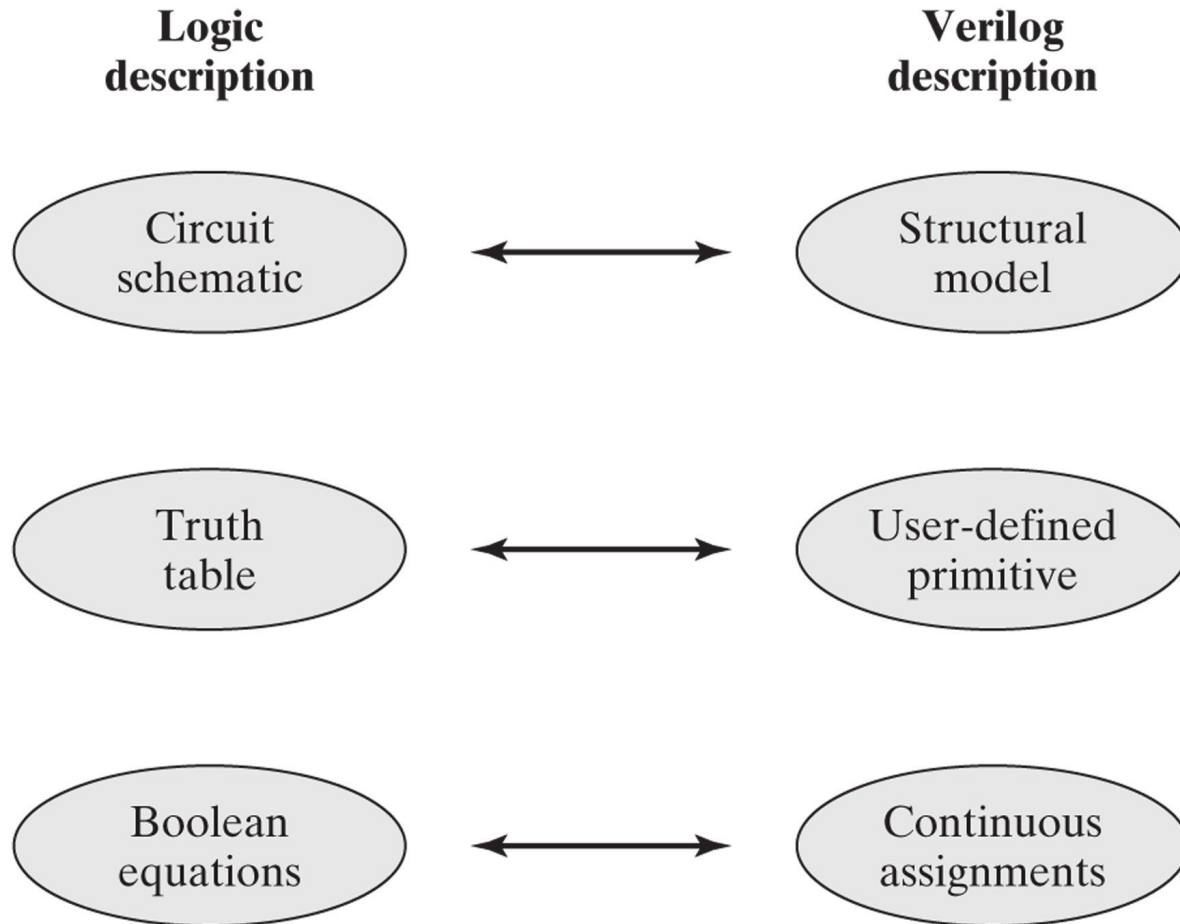 Logic
description
Verilog
description
Circuit
schematic
Structural
model
Truth
table
User-defined
primitive
Boolean
equations
Continuous
assignments